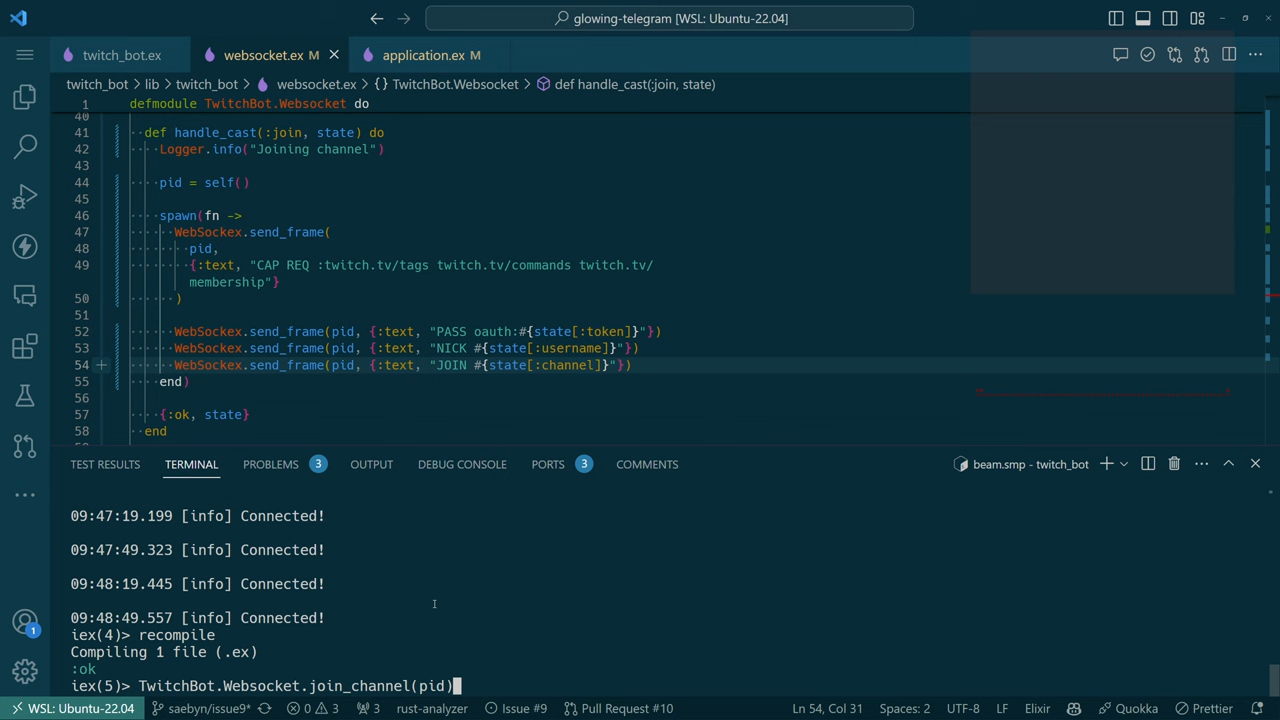 glowing-telegram [WSL: Ubuntu-22.04]
twitch_bot.ex
websocket.ex M
application.ex M
twitch_bot > lib > twitch_bot > websocket.ex > {} TwitchBot.Websocket > def handle_cast(:join, state)
1 defmodule TwitchBot.Websocket do
40
41 def handle_cast(:join, state) do
42 Logger.info("Joining channel")
43
44 pid = self()
45
46 spawn(fn ->
47 WebSockex.send_frame(
48 pid,
49 {:text, "CAP REQ :twitch.tv/tags twitch.tv/commands twitch.tv/
membership"}
50 )
51
52 WebSockex.send_frame(pid, {:text, "PASS oauth:#{state[:token]}"})
53 WebSockex.send_frame(pid, {:text, "NICK #{state[:username]}"})
54 WebSockex.send_frame(pid, {:text, "JOIN #{state[:channel]}"})
55 end)
56
57 {:ok, state}
58 end
TEST RESULTS TERMINAL PROBLEMS 3 OUTPUT DEBUG CONSOLE PORTS 3 COMMENTS beam.smp - twitch_bot
09:47:19.199 [info] Connected!
09:47:49.323 [info] Connected!
09:48:19.445 [info] Connected!
09:48:49.557 [info] Connected!
iex(4)> recompile
Compiling 1 file (.ex)
:ok
iex(5)> TwitchBot.Websocket.join_channel(pid)
1
WSL: Ubuntu-22.04 saebyn/issue9* 0 3 3 rust-analyzer Issue #9 Pull Request #10 Ln 54, Col 31 Spaces: 2 UTF-8 LF Elixir Quokka Prettier